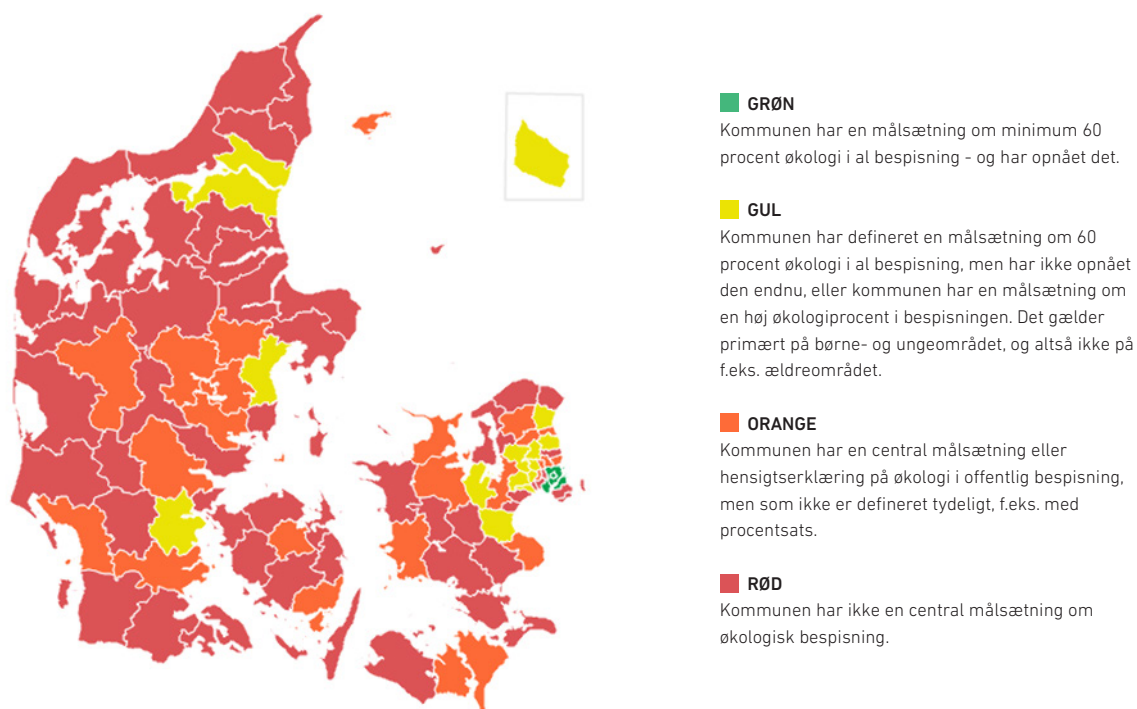 GRØN
Kommunen har en målsætning om minimum 60
procent økologi i al bespisning - og har opnået det.
GUL
Kommunen har defineret en målsætning om 60
procent økologi i al bespisning, men har ikke opnået
den endnu, eller kommunen har en målsætning om
en høj økologiprocent i bespisningen. Det gælder
primært på børne- og ungeområdet, og altså ikke på
f.eks. ældreområdet.
ORANGE
Kommunen har en central målsætning eller
hensigtserklæring på økologi i offentlig bespisning,
men som ikke er defineret tydeligt, f.eks. med
procentsats.
RØD
Kommunen har ikke en central målsætning om
økologisk bespisning.